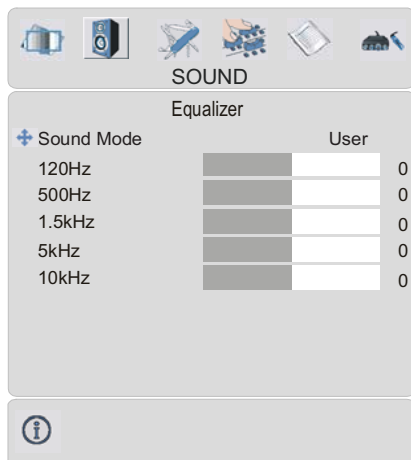 SOUND
Equalizer
Sound Mode User
120Hz 0
500Hz 0
1.5kHz 0
5kHz 0
10kHz 0